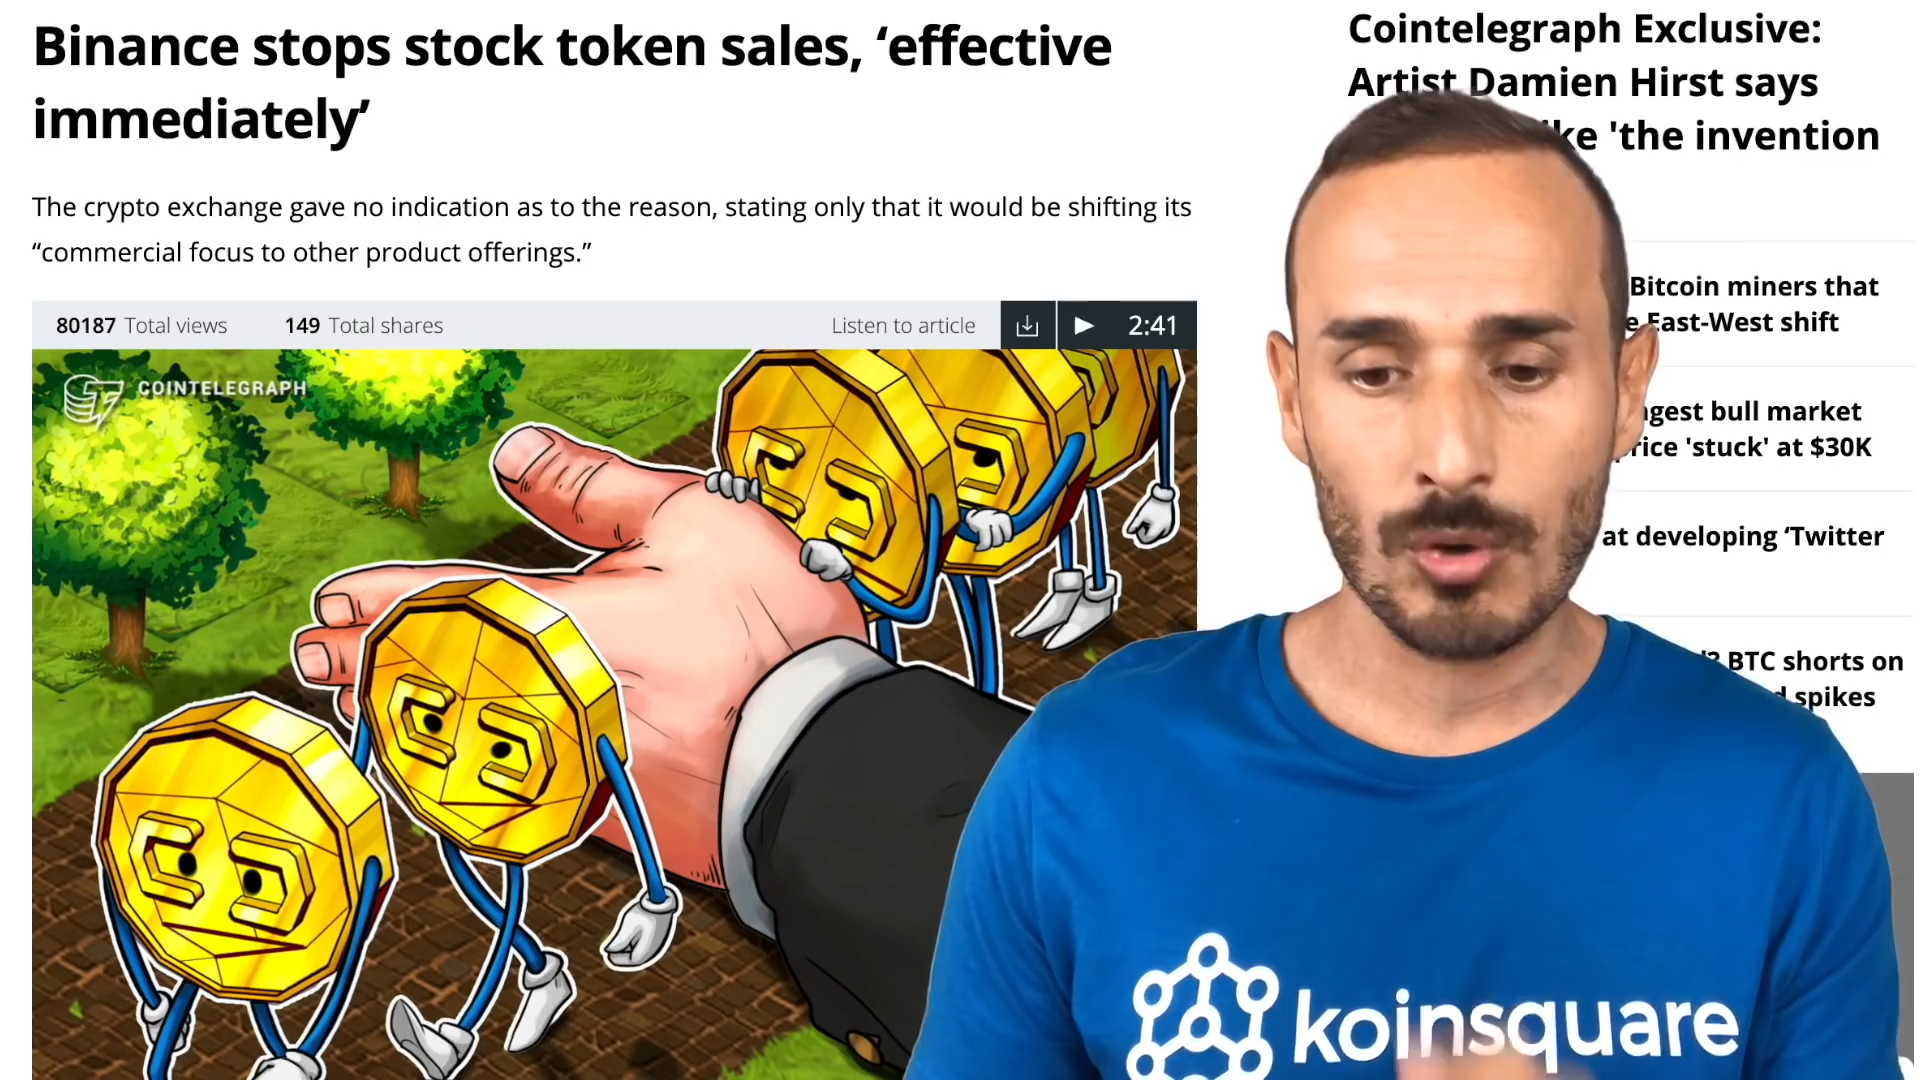 Binance stops stock token sales, ‘effective
immediately’
The crypto exchange gave no indication as to the reason, stating only that it would be shifting its
“commercial focus to other product offerings.”
80187 Total views
149 Total shares
Listen to article
2:41
COINTELEGRAPH
Cointelegraph Exclusive:
Artist Damien Hirst says
'the invention
Bitcoin miners that
East-West shift
bull market
'stuck' at $30K
at developing ‘Twitter
BTC shorts on
spikes
koinsquare